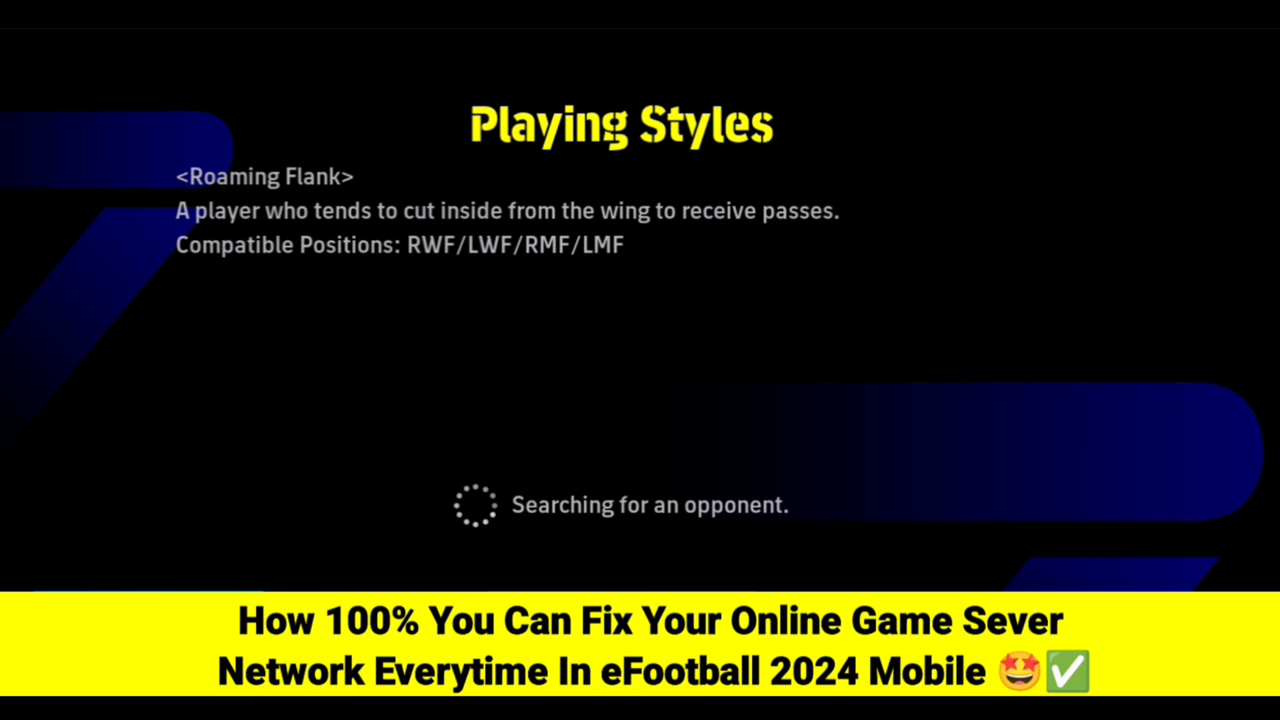 Playing Styles
<Roaming Flank>
A player who tends to cut inside from the wing to receive passes.
Compatible Positions: RWF/LWF/RMF/LMF
Searching for an opponent.
How 100% You Can Fix Your Online Game Sever
Network Everytime In eFootball 2024 Mobile 🤩✅